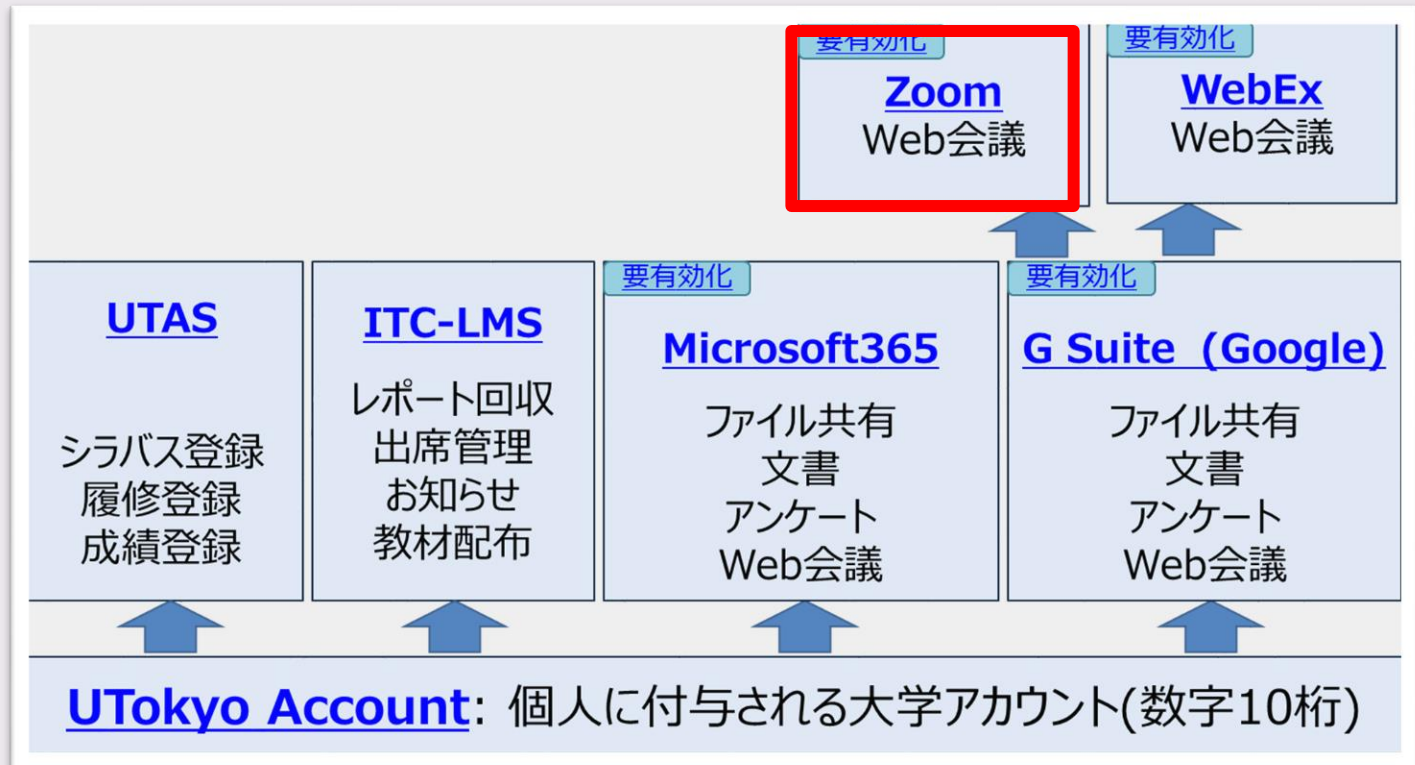 要有効化
Zoom
Web会議
要有効化
WebEx
Web会議
UTAS
シラバス登録
履修登録
成績登録
ITC-LMS
レポート回収
出席管理
お知らせ
教材配布
要有効化
Microsoft365
ファイル共有
文書
アンケート
Web会議
要有効化
G Suite (Google)
ファイル共有
文書
アンケート
Web会議
UTokyo Account: 個人に付与される大学アカウント(数字10桁)